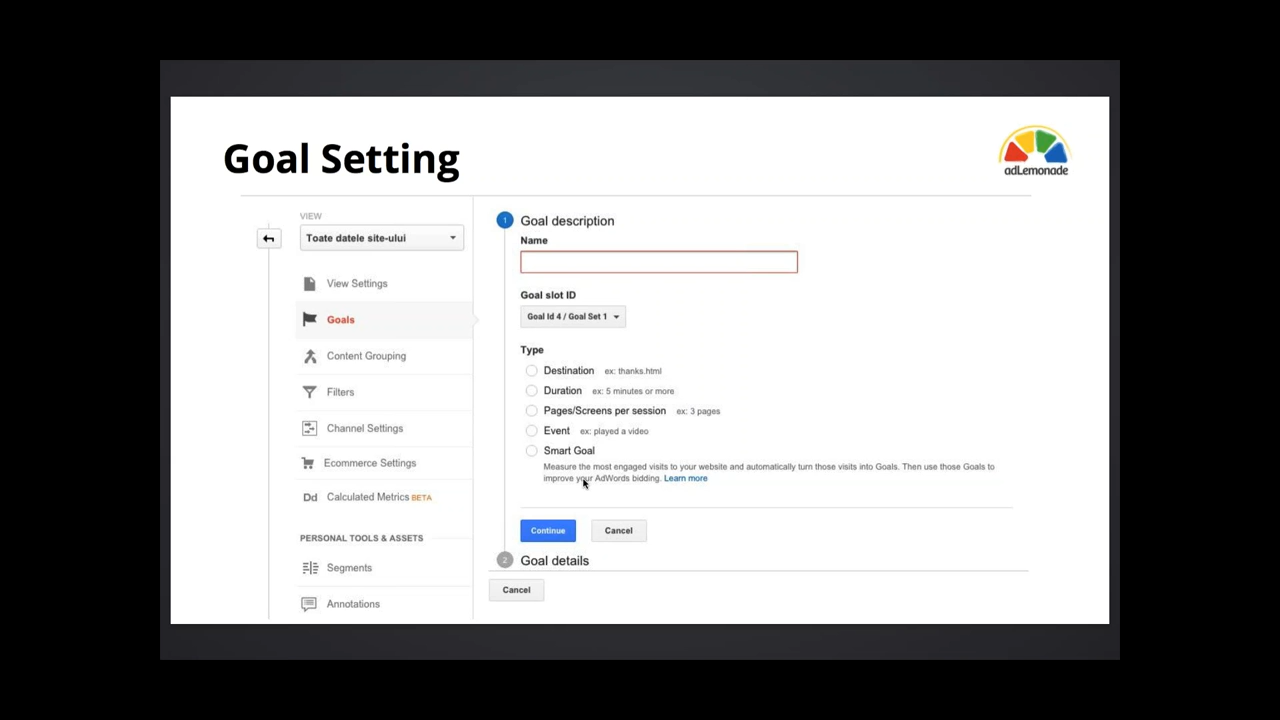 Goal Setting
adLemonade
VIEW
Toate datele site-ului
View Settings
Goals
Content Grouping
Filters
Channel Settings
Ecommerce Settings
Dd Calculated Metrics BETA
PERSONAL TOOLS & ASSETS
Segments
Annotations
1 Goal description
Name
Goal slot ID
Goal Id 4 / Goal Set 1
Type
Destination ex: thanks.html
Duration ex: 5 minutes or more
Pages/Screens per session ex: 3 pages
Event ex: played a video
Smart Goal
Measure the most engaged visits to your website and automatically turn those visits into Goals. Then use those Goals to
improve your AdWords bidding. Learn more
Continue Cancel
2 Goal details
Cancel